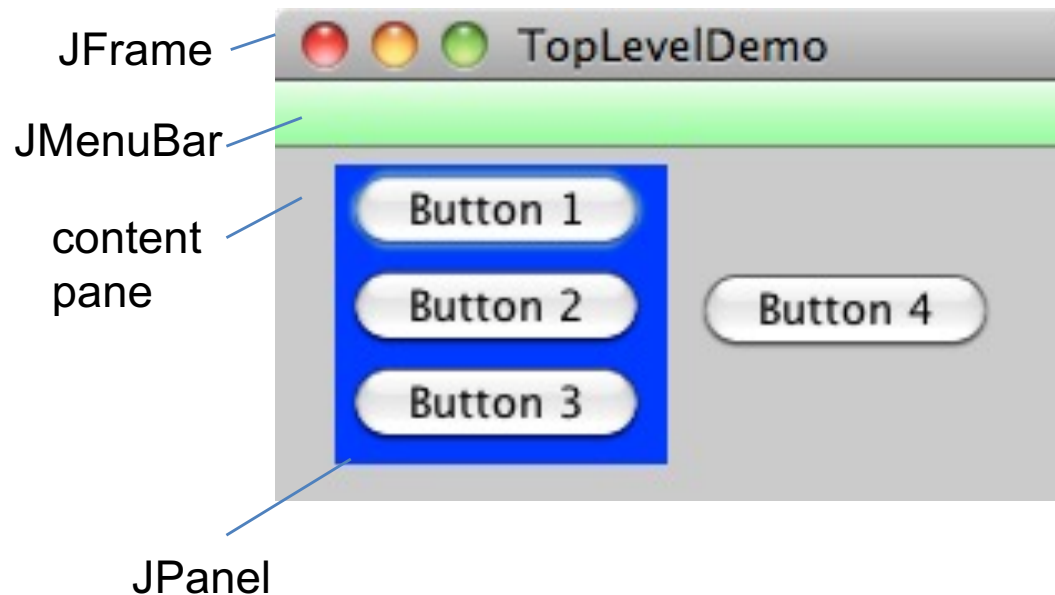 JFrame
TopLevelDemo
JMenuBar
content
pane
Button 1
Button 2
Button 3
Button 4
JPanel